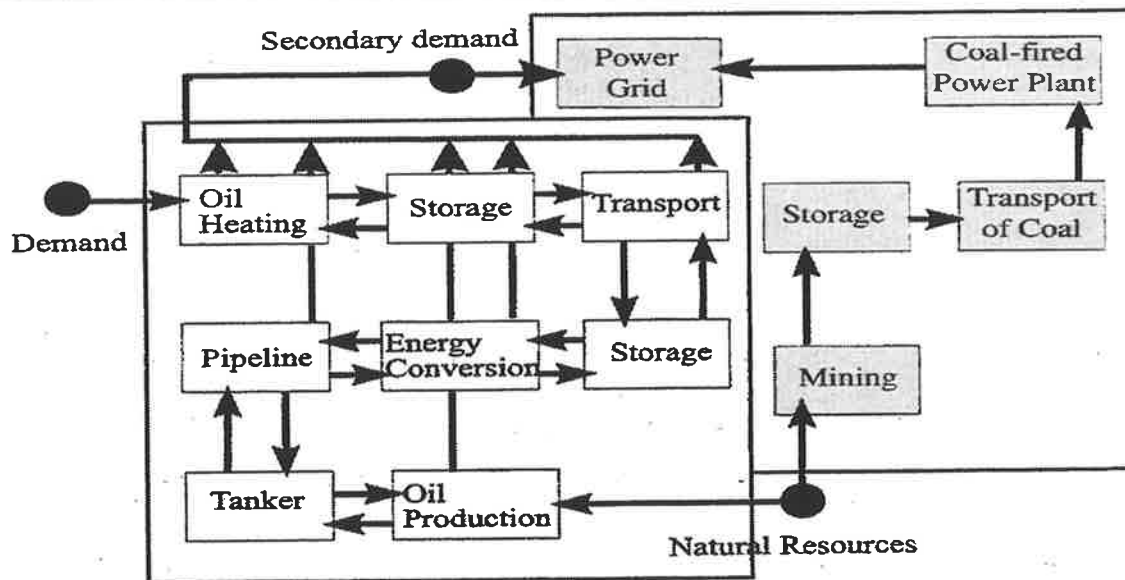 Secondary demand
Power
Grid
Coal-fired
Power Plant
Oil
Heating
Storage
Transport
Storage
Transport
of Coal
Demand
Pipeline
Energy
Conversion
Storage
Mining
Tanker
Oil
Production
Natural Resources